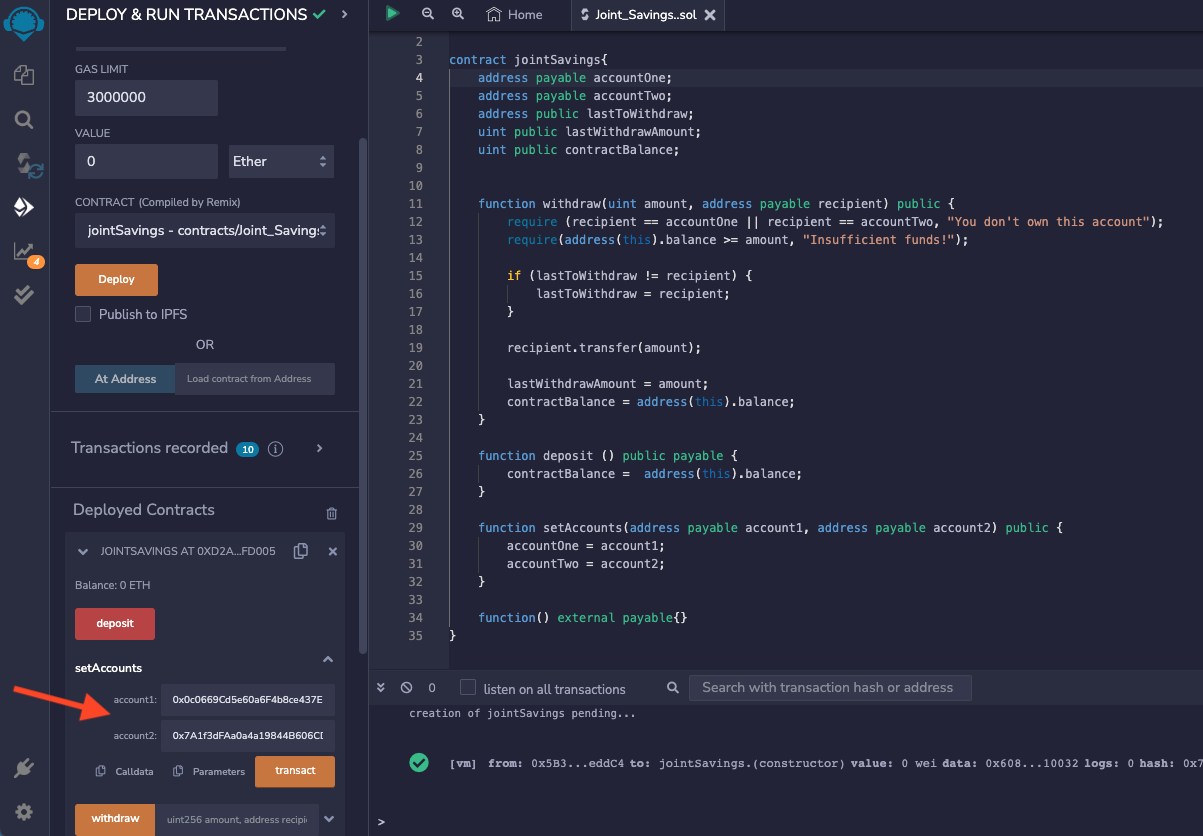 DEPLOY & RUN TRANSACTIONS
GAS LIMIT
3000000
VALUE
0
Ether
CONTRACT (Compiled by Remix)
jointSavings - contracts/Joint_Savings
Deploy
Publish to IPFS
OR
At Address
Load contract from Address
4
Transactions recorded 10 i
Deployed Contracts
JOINTSAVINGS AT 0XD2A...FD005
Balance: 0 ETH
deposit
setAccounts
account1: 0x0c0669Cd5e60a6F4b8ce437E
account2: 0x7A1f3dFAa0a4a19844B606CD
Calldata
Parameters
transact
withdraw
uint256 amount, address recipi
Home
Joint_Savings..sol
2
3 contract jointSavings{
4 address payable accountOne;
5 address payable accountTwo;
6 address public lastToWithdraw;
7 uint public lastWithdrawAmount;
8 uint public contractBalance;
9
10
11 function withdraw(uint amount, address payable recipient) public {
12 require (recipient == accountOne || recipient == accountTwo, "You don't own this account");
13 require(address(this).balance >= amount, "Insufficient funds!");
14
15 if (lastToWithdraw != recipient) {
16 lastToWithdraw = recipient;
17 }
18
19 recipient.transfer(amount);
20
21 lastWithdrawAmount = amount;
22 contractBalance = address(this).balance;
23 }
24
25 function deposit () public payable {
26 contractBalance =  address(this).balance;
27 }
28
29 function setAccounts(address payable account1, address payable account2) public {
30 accountOne = account1;
31 accountTwo = account2;
32 }
33
34 function() external payable{}
35 }
0
listen on all transactions
Search with transaction hash or address
creation of jointSavings pending...
[vm] from: 0x5B3...eddC4 to: jointSavings.(constructor) value: 0 wei data: 0x608...10032 logs: 0 hash: 0x7
>